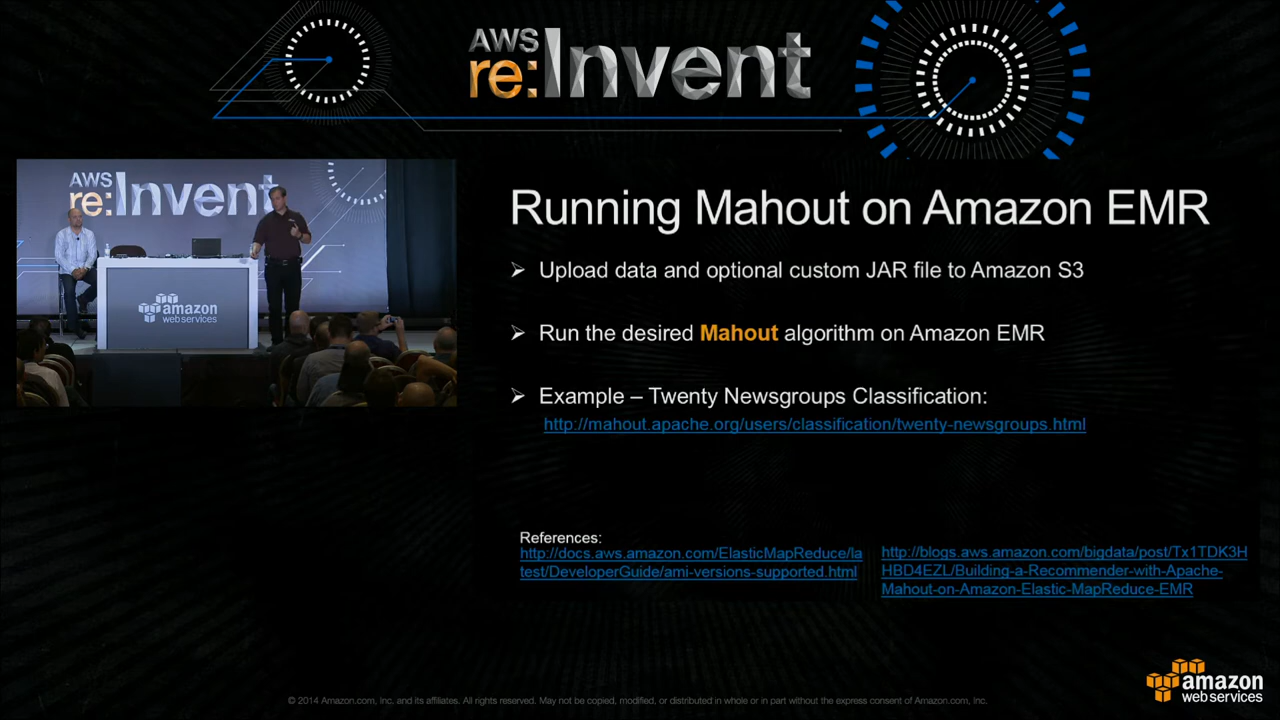 AWS
re:Invent
AWS
re:Invent
amazon
web services
Running Mahout on Amazon EMR
➢ Upload data and optional custom JAR file to Amazon S3
➢ Run the desired Mahout algorithm on Amazon EMR
➢ Example – Twenty Newsgroups Classification:
http://mahout.apache.org/users/classification/twenty-newsgroups.html
References:
http://docs.aws.amazon.com/ElasticMapReduce/la
test/DeveloperGuide/ami-versions-supported.html
http://blogs.aws.amazon.com/bigdata/post/Tx1TDK3H
HBD4EZL/Building-a-Recommender-with-Apache-
Mahout-on-Amazon-Elastic-MapReduce-EMR
amazon
web services
© 2014 Amazon.com, Inc. and its affiliates. All rights reserved. May not be copied, modified, or distributed in whole or in part without the express consent of Amazon.com, Inc.